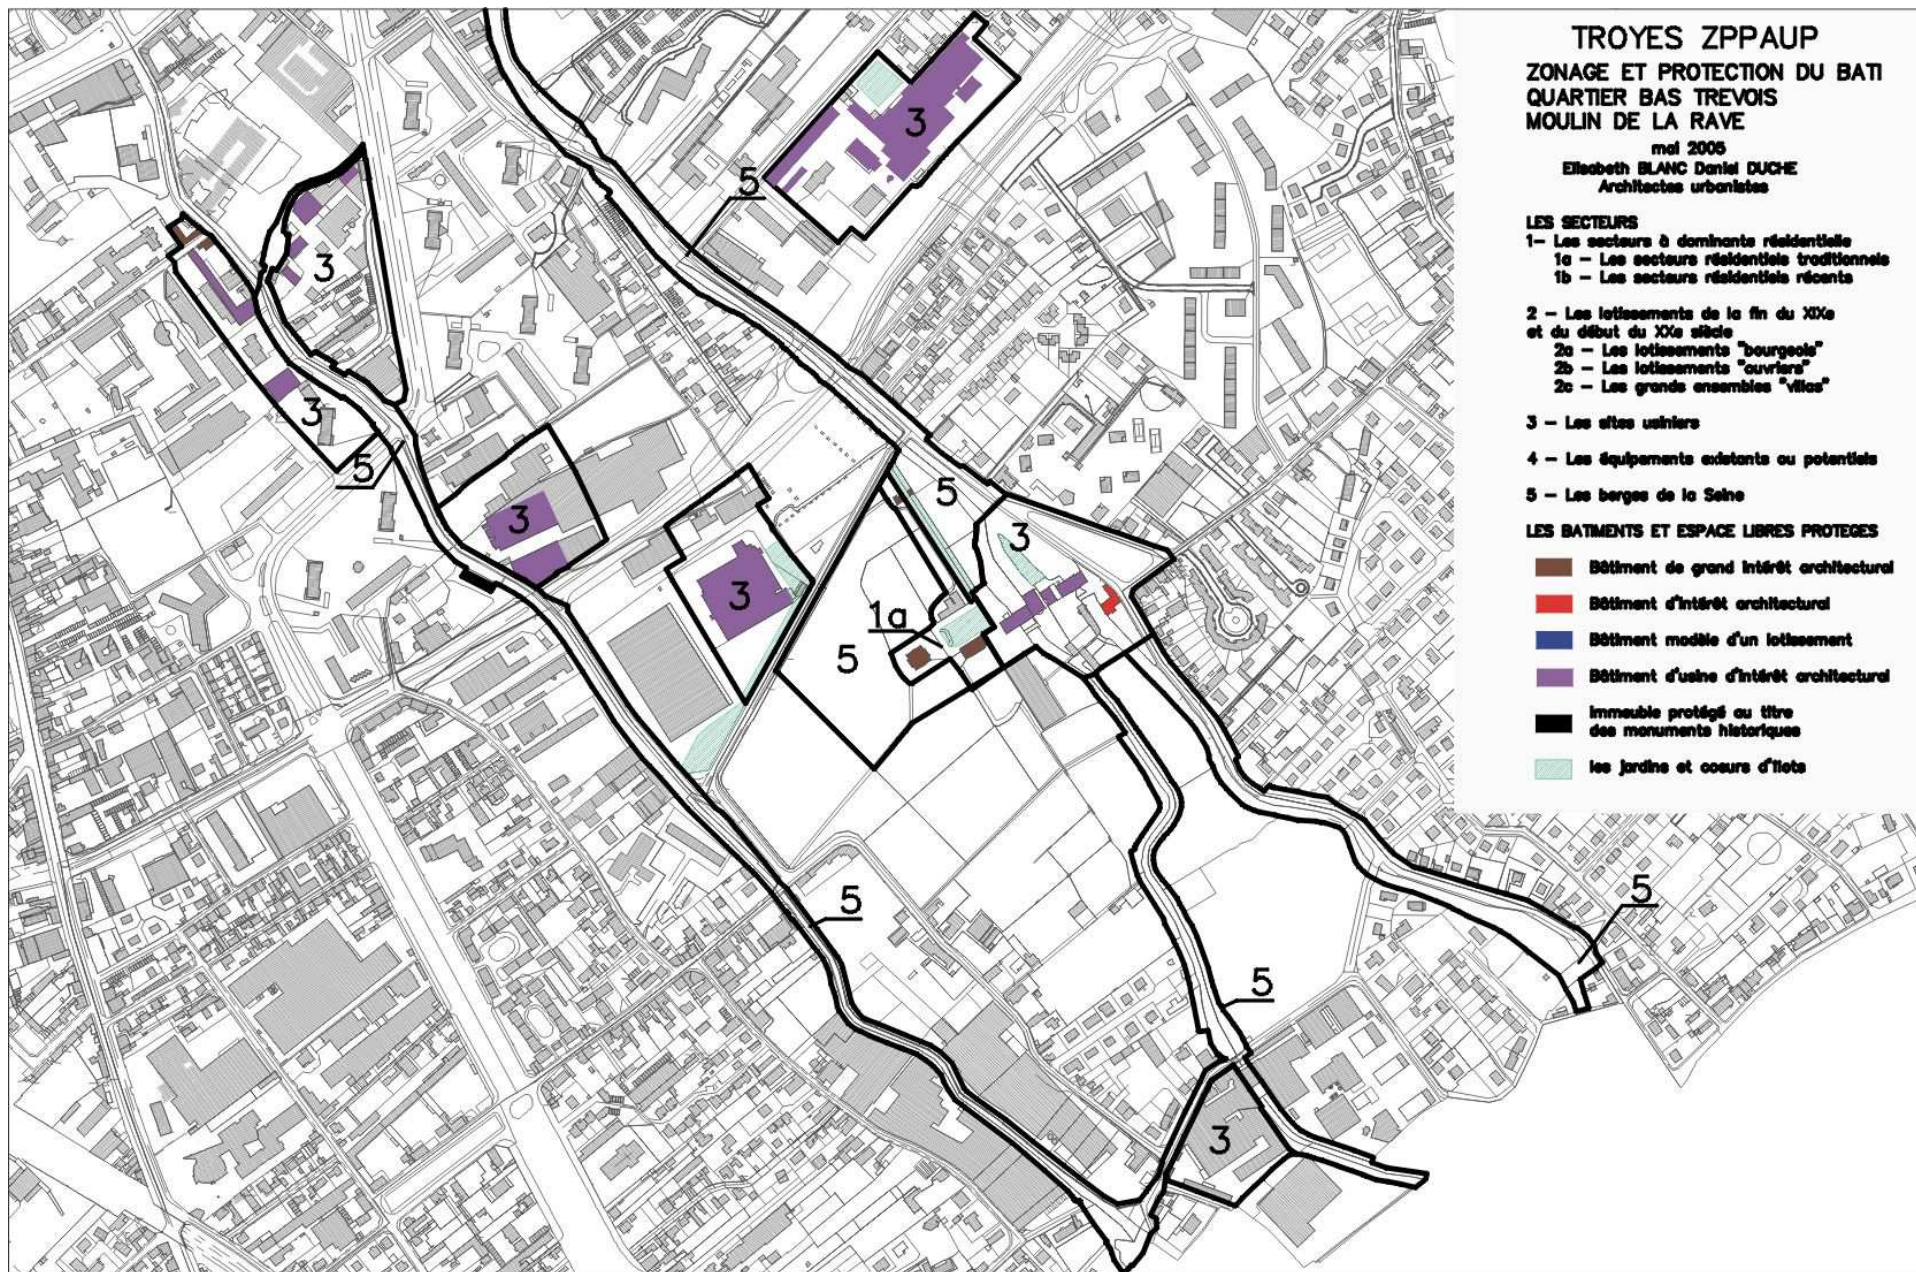 TROYES ZPPAUP
ZONAGE ET PROTECTION DU BATI
QUARTIER BAS TREVOIS
MOULIN DE LA RAVE
mai 2005
Elisabeth BLANC Daniel DUCHE
Architectes urbanistes
LES SECTEURS
1- Les secteurs à dominante résidentielle
1a - Les secteurs résidentiels traditionnels
1b - Les secteurs résidentiels récents
2 - Les lotissements de la fin du XIXe
et du début du XXe siècle
2a - Les lotissements "bourgeois"
2b - Les lotissements "ouvriers"
2c - Les grands ensembles "villas"
3 - Les sites usiniers
4 - Les équipements existants ou potentiels
5 - Les berges de la Seine
LES BATIMENTS ET ESPACE LIBRES PROTEGES
Bâtiment de grand intérêt architectural
Bâtiment d'intérêt architectural
Bâtiment modèle d'un lotissement
Bâtiment d'usine d'intérêt architectural
Immeuble protégé au titre
des monuments historiques
les jardins et coeurs d'îlots
3
5
3
3
5
5
3
3
3
1a
5
5
5
5
3